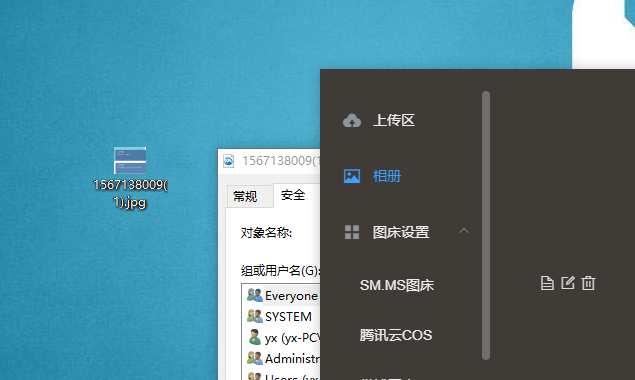 1567138009(
1).jpg
1567138009(1
常规
安全
对象名称:
组或用户名(G):
Everyone
SYSTEM
yx (yx-PC\
Administr
Users (yx
上传区
相册
图床设置
SM.MS图床
腾讯云COS